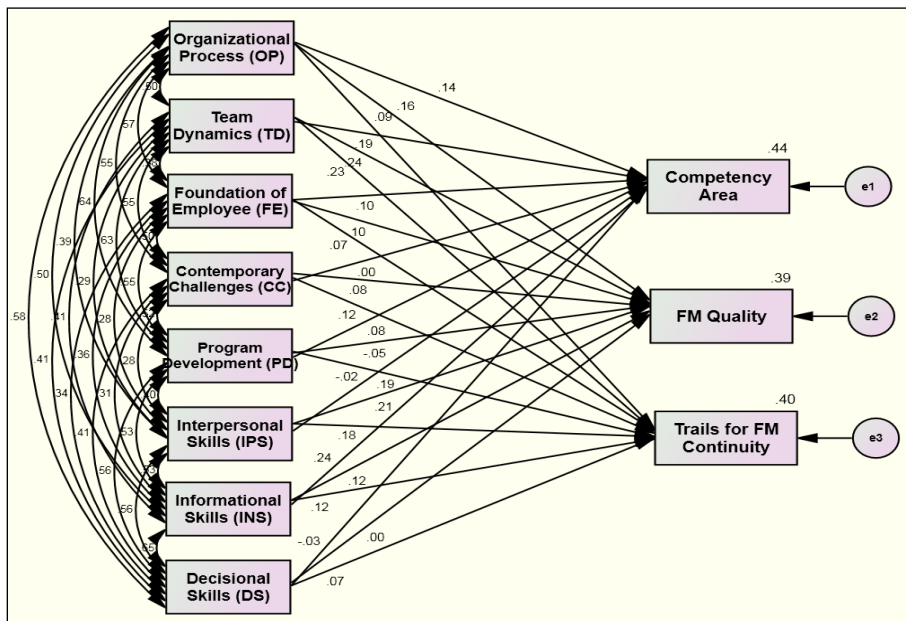 Organizational
Process (OP)
Team
Dynamics (TD)
Foundation of
Employee (FE)
Contemporary
Challenges (CC)
Program
Development (PD)
Interpersonal
Skills (IPS)
Informational
Skills (INS)
Decisional
Skills (DS)
.50
.57
.55
.64
.55
.63
.39
.29
.55
.50
.28
.41
.58
.36
.28
.41
.31
.34
.53
.41
.56
.56
.65
.14
.16
.09
.19
.24
.23
.10
.10
.07
.00
.08
.12
.08
-.05
-.02
.19
.21
.18
.24
.12
.12
-.03
.00
.07
.44
Competency
Area
e1
.39
FM Quality
e2
.40
Trails for FM
Continuity
e3